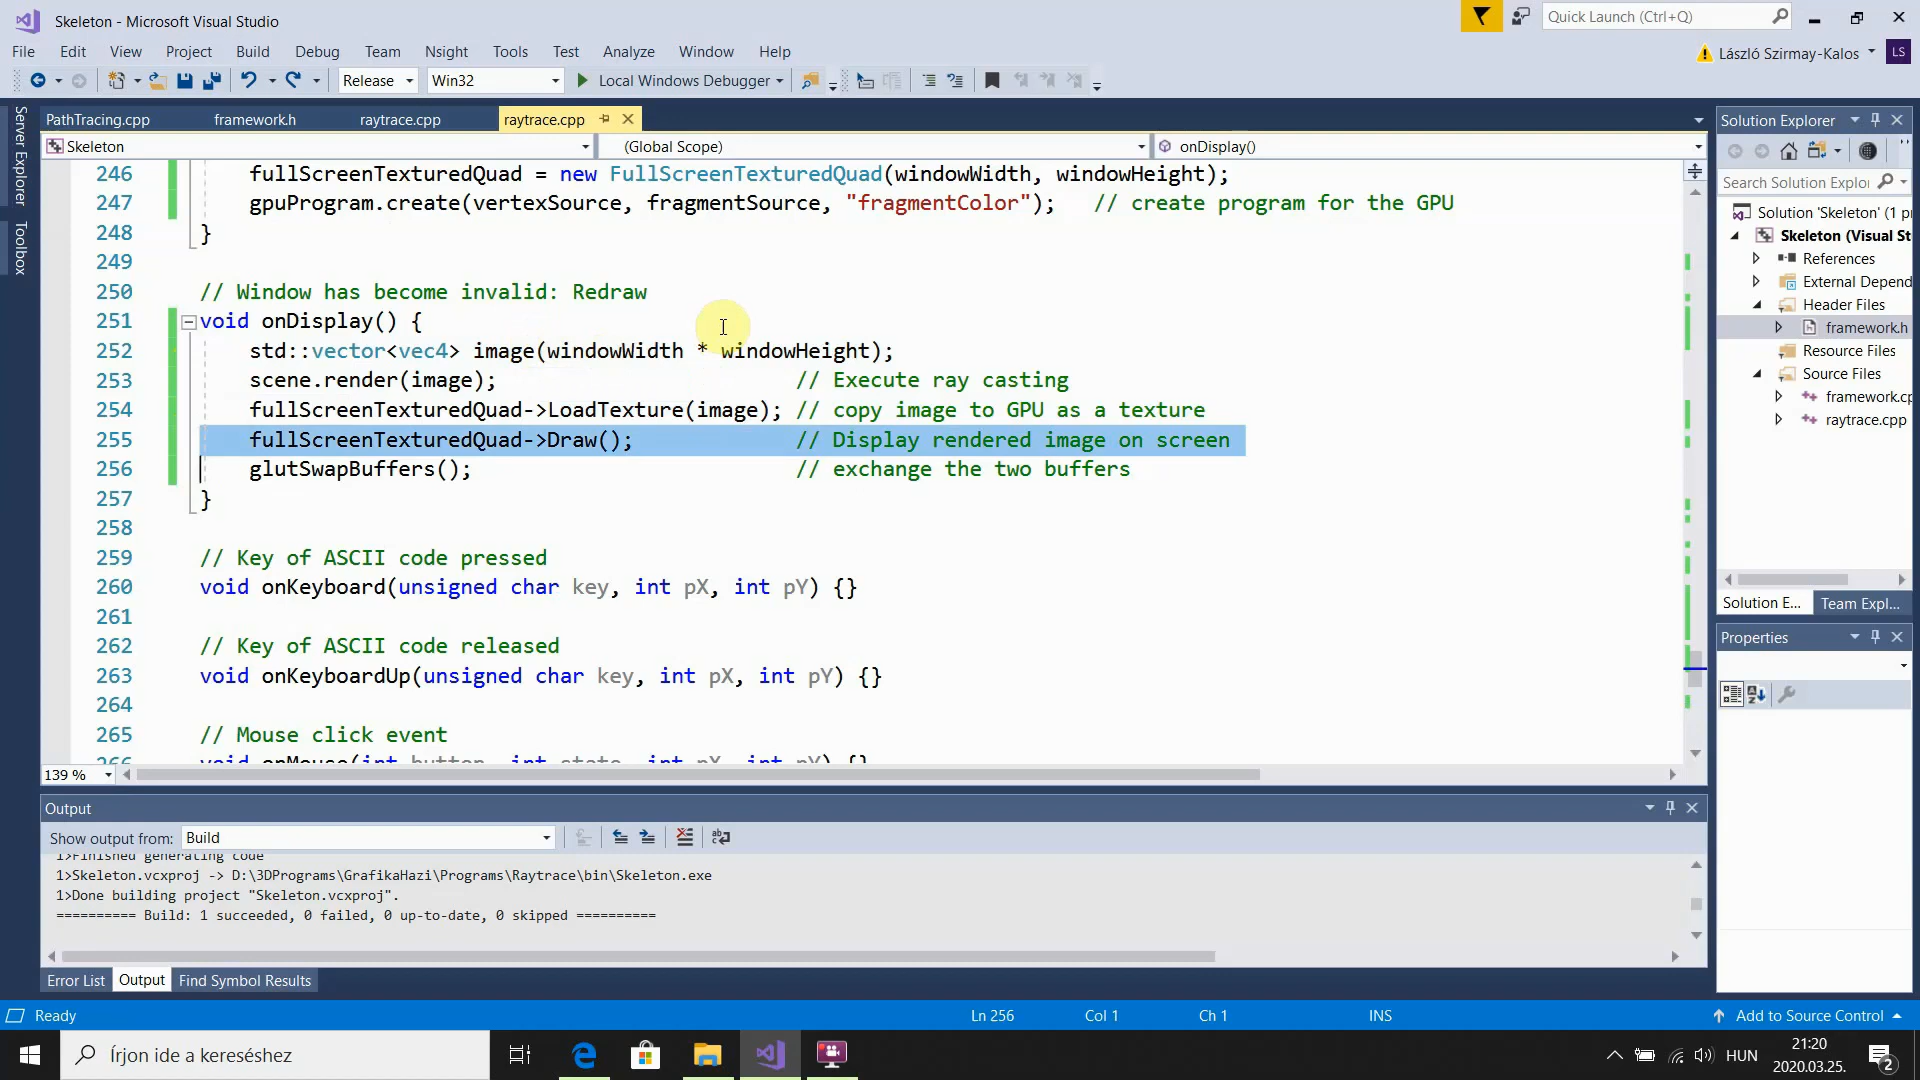 Skeleton - Microsoft Visual Studio
Quick Launch (Ctrl+Q)
File Edit View Project Build Debug Team Nsight Tools Test Analyze Window Help
László Szirmay-Kalos LS
Release Win32 Local Windows Debugger
Server Explorer
Toolbox
PathTracing.cpp framework.h raytrace.cpp raytrace.cpp
Skeleton (Global Scope) onDisplay()
246 fullScreenTexturedQuad = new FullScreenTexturedQuad(windowWidth, windowHeight);
247 gpuProgram.create(vertexSource, fragmentSource, "fragmentColor"); // create program for the GPU
248 }
249
250 // Window has become invalid: Redraw
251 void onDisplay() {
252 std::vector<vec4> image(windowWidth * windowHeight);
253 scene.render(image); // Execute ray casting
254 fullScreenTexturedQuad->LoadTexture(image); // copy image to GPU as a texture
255 fullScreenTexturedQuad->Draw(); // Display rendered image on screen
256 glutSwapBuffers(); // exchange the two buffers
257 }
258
259 // Key of ASCII code pressed
260 void onKeyboard(unsigned char key, int pX, int pY) {}
261
262 // Key of ASCII code released
263 void onKeyboardUp(unsigned char key, int pX, int pY) {}
264
265 // Mouse click event
266 void onMouse(int button, int state, int pX, int pY) {}
139 %
Solution Explorer
Search Solution Explo
Solution 'Skeleton' (1 p
Skeleton (Visual St
References
External Depend
Header Files
framework.h
Resource Files
Source Files
framework.cp
raytrace.cpp
Solution E... Team Expl...
Properties
Output
Show output from: Build
1>Finished generating code
1>Skeleton.vcxproj -> D:\3DPrograms\GrafikaHazi\Programs\Raytrace\bin\Skeleton.exe
1>Done building project "Skeleton.vcxproj".
========== Build: 1 succeeded, 0 failed, 0 up-to-date, 0 skipped ==========
Error List Output Find Symbol Results
Ready Ln 256 Col 1 Ch 1 INS Add to Source Control
Írjon ide a kereséshez
HUN
21:20
2020.03.25.
2